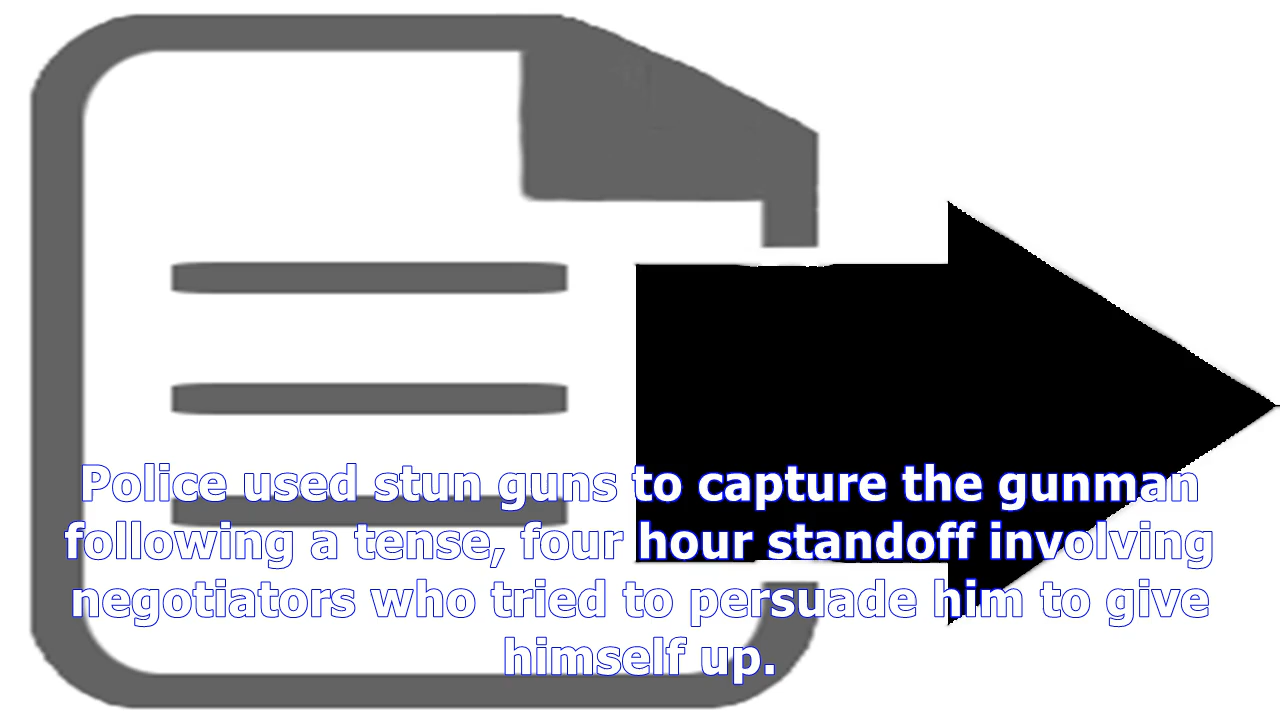 Police used stun guns to capture the gunman
following a tense, four hour standoff involving
negotiators who tried to persuade him to give
himself up.